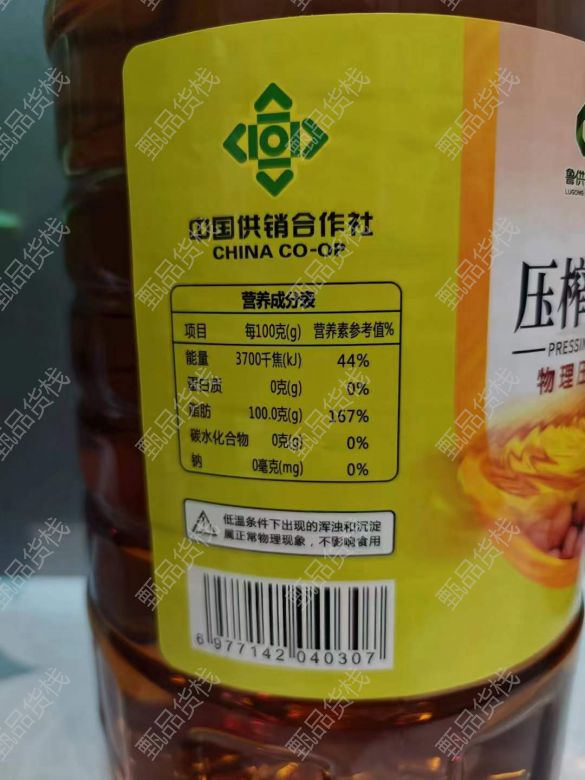 中国供销合作社
CHINA CO-OP
营养成分表
项目 每100克(g) 营养素参考值%
能量 3700千焦(kJ) 44%
蛋白质 0克(g) 0%
脂肪 100.0克(g) 167%
碳水化合物 0克(g) 0%
钠 0毫克(mg) 0%
低温条件下出现的浑浊和沉淀
属正常物理现象，不影响食用
6 977142 040307
鲁供
压榨
PRESSIN
物理压
甄品货栈